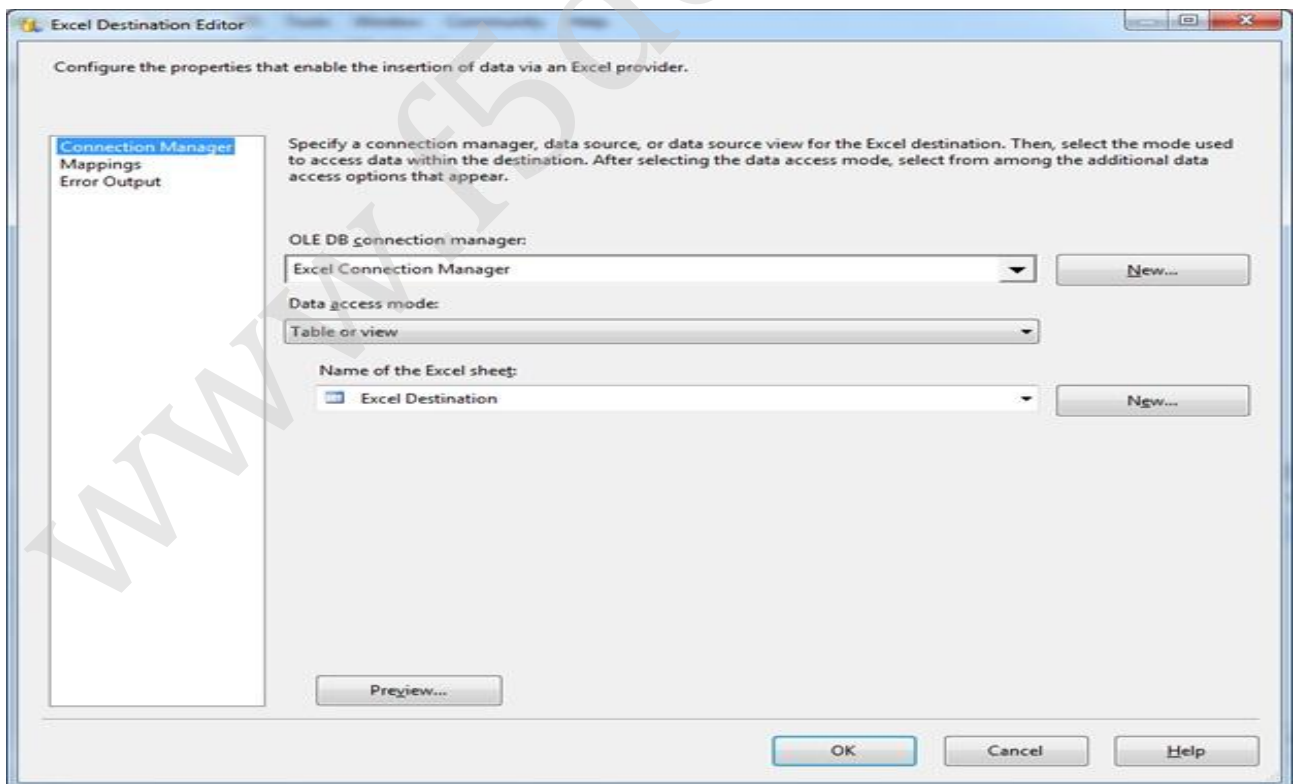 Excel Destination Editor
Configure the properties that enable the insertion of data via an Excel provider.
Connection Manager
Mappings
Error Output
Specify a connection manager, data source, or data source view for the Excel destination. Then, select the mode used
to access data within the destination. After selecting the data access mode, select from among the additional data
access options that appear.
OLE DB connection manager:
Excel Connection Manager
New...
Data access mode:
Table or view
Name of the Excel sheet:
Excel Destination
New...
Preview...
OK
Cancel
Help
www.f5d